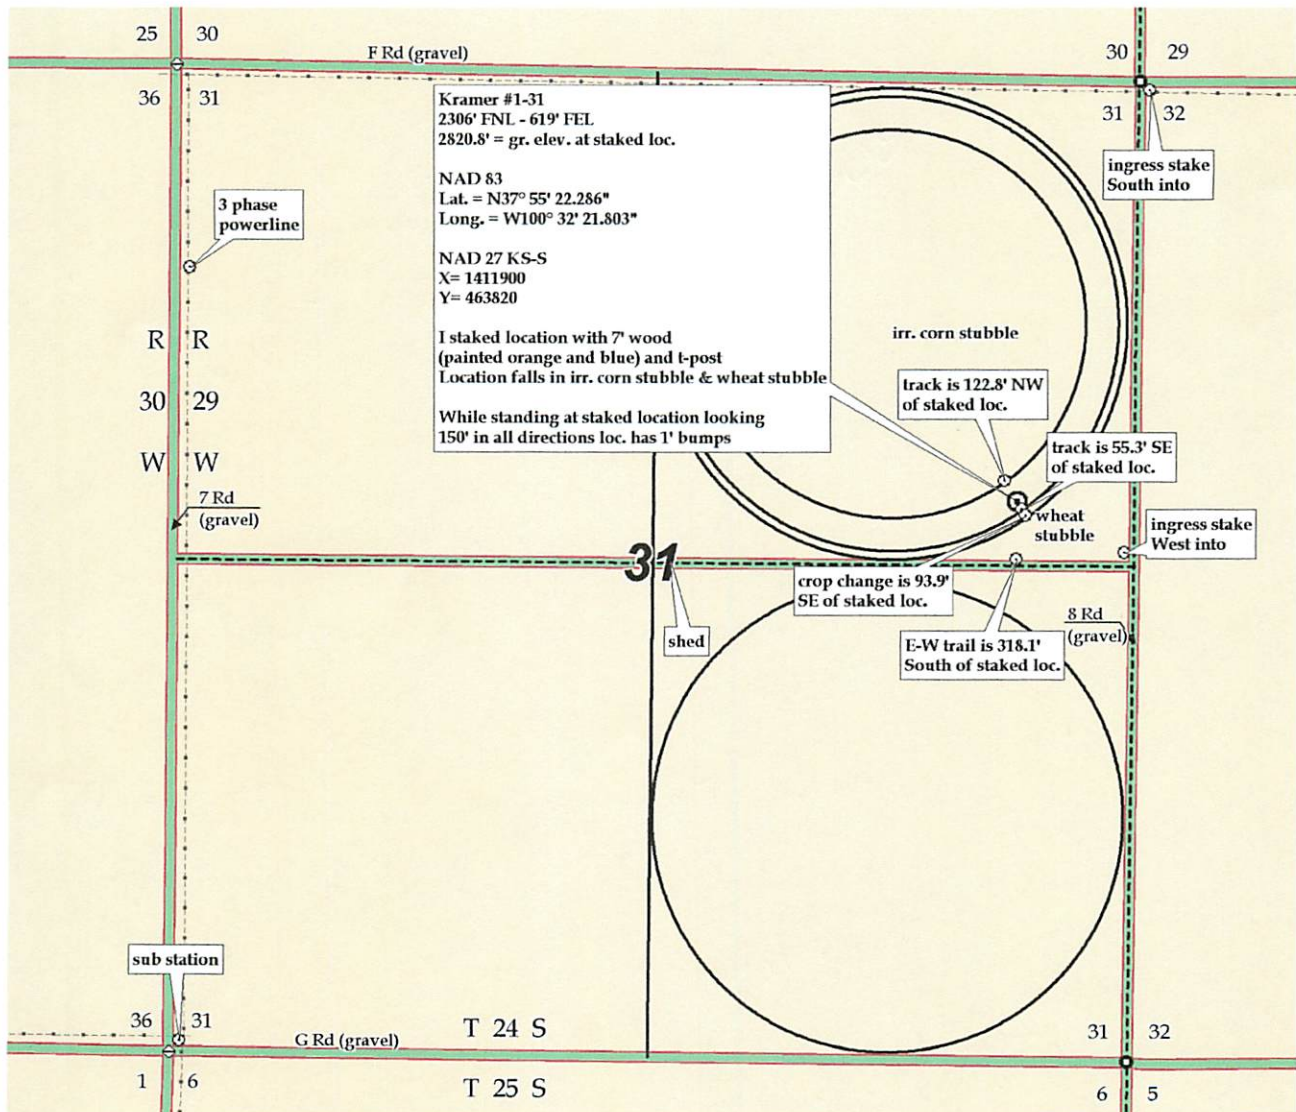 25 30
F Rd (gravel)
30 29
36 31
31 32
Kramer #1-31
2306' FNL - 619' FEL
2820.8' = gr. elev. at staked loc.
NAD 83
Lat. = N37° 55' 22.286"
Long. = W100° 32' 21.803"
NAD 27 KS-S
X= 1411900
Y= 463820
I staked location with 7' wood
(painted orange and blue) and t-post
Location falls in irr. corn stubble & wheat stubble
While standing at staked location looking
150' in all directions loc. has 1' bumps
ingress stake
South into
3 phase
powerline
R R
30 29
W W
irr. corn stubble
track is 122.8' NW
of staked loc.
track is 55.3' SE
of staked loc.
7 Rd
(gravel)
wheat
stubble
ingress stake
West into
31
crop change is 93.9'
SE of staked loc.
shed
E-W trail is 318.1'
South of staked loc.
8 Rd
(gravel)
sub station
36 31
G Rd (gravel)
T 24 S
31 32
1 6
T 25 S
6 5